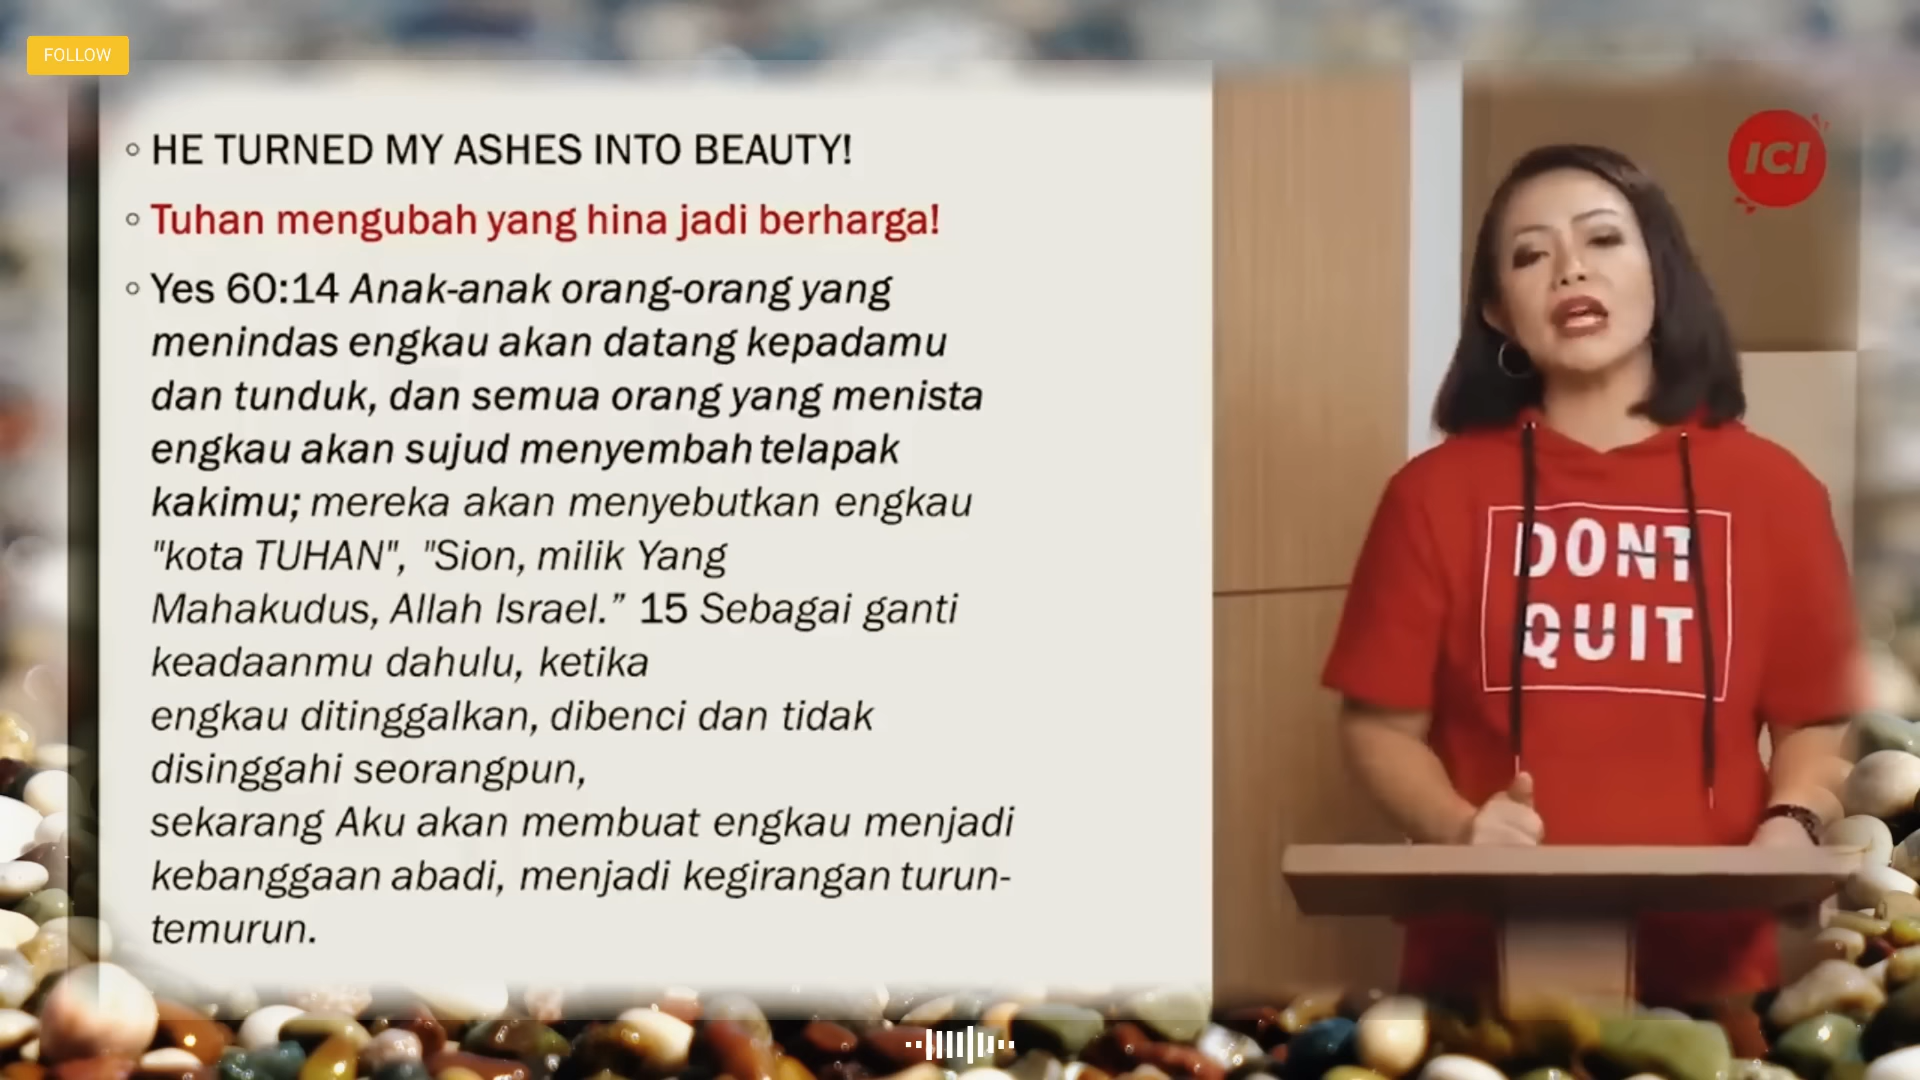 FOLLOW
◦ HE TURNED MY ASHES INTO BEAUTY!
◦ Tuhan mengubah yang hina jadi berharga!
◦ Yes 60:14 Anak-anak orang-orang yang
menindas engkau akan datang kepadamu
dan tunduk, dan semua orang yang menista
engkau akan sujud menyembah telapak
kakimu; mereka akan menyebutkan engkau
"kota TUHAN", "Sion, milik Yang
Mahakudus, Allah Israel.” 15 Sebagai ganti
keadaanmu dahulu, ketika
engkau ditinggalkan, dibenci dan tidak
disinggahi seorangpun,
sekarang Aku akan membuat engkau menjadi
kebanggaan abadi, menjadi kegirangan turun-
temurun.
ICI
DONT
QUIT